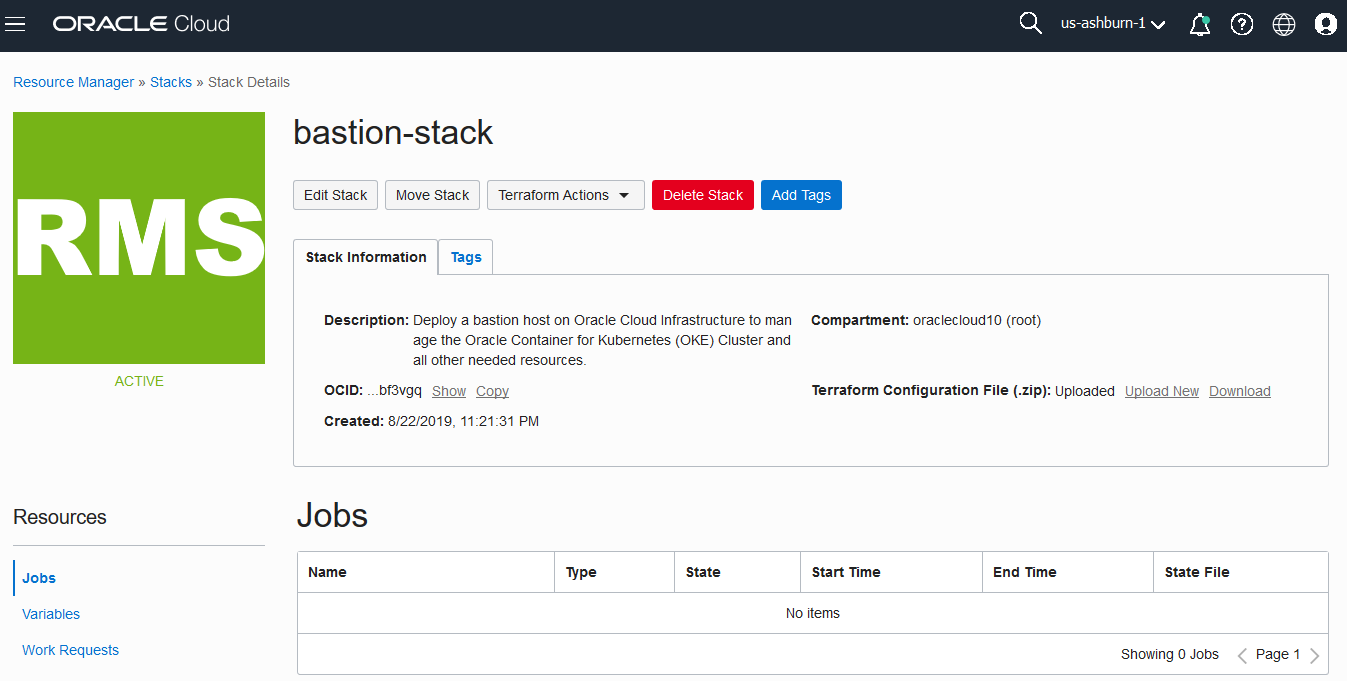 ORACLE Cloud
us-ashburn-1
Resource Manager » Stacks » Stack Details
RMS
ACTIVE
bastion-stack
Edit Stack
Move Stack
Terraform Actions
Delete Stack
Add Tags
Stack Information
Tags
Description: Deploy a bastion host on Oracle Cloud Infrastructure to man
age the Oracle Container for Kubernetes (OKE) Cluster and
all other needed resources.
Compartment: oraclecloud10 (root)
OCID: ...bf3vgq Show Copy
Terraform Configuration File (.zip): Uploaded Upload New Download
Created: 8/22/2019, 11:21:31 PM
Resources
Jobs
Variables
Work Requests
Jobs
Name Type State Start Time End Time State File
No items
Showing 0 Jobs Page 1